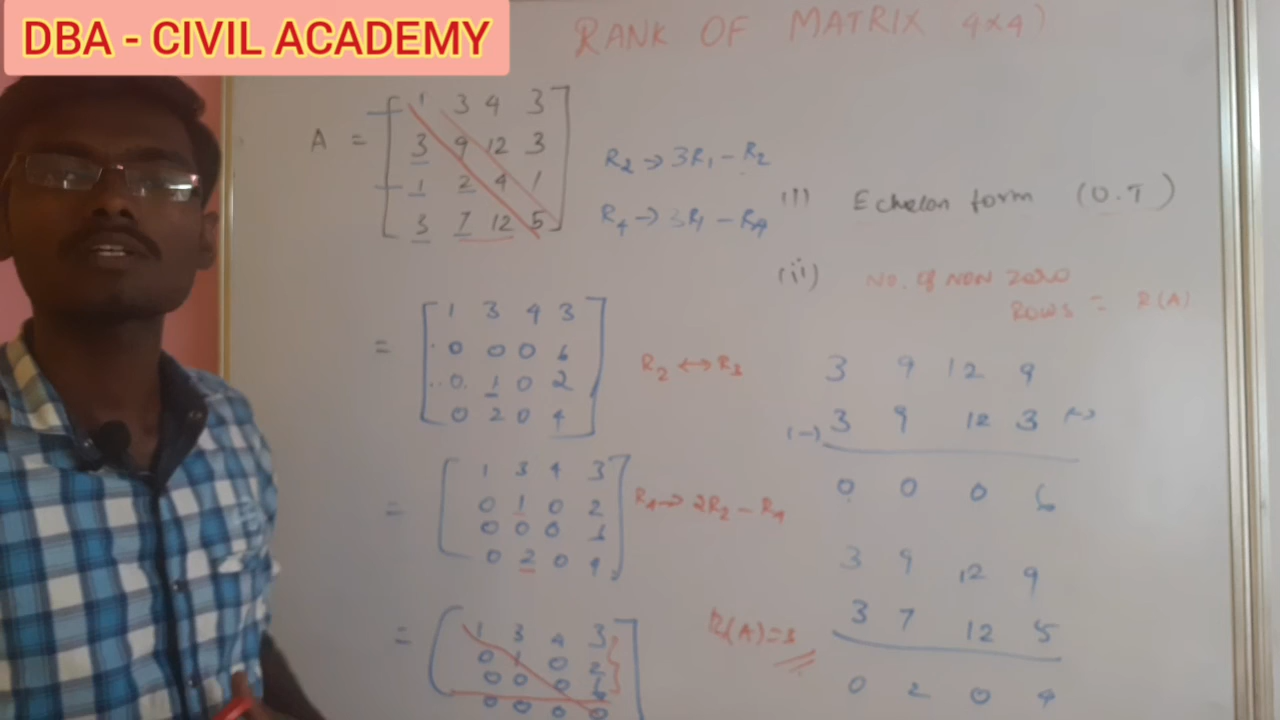 DBA - CIVIL ACADEMY
RANK OF MATRIX 4×4)
A = [ 1 3 4 3
3 9 12 3
1 2 4 1
3 7 12 5 ]
R2 → 3R1 - R2
R4 → 3R1 - R4
(i) Echelon form (U.T)
(ii) No. of non zero
Rows = R(A)
= [ 1 3 4 3
0 0 0 6
0 1 0 2
0 2 0 4 ]
R2 ↔ R3
= [ 1 3 4 3
0 1 0 2
0 0 0 6
0 2 0 4 ]
R4 → 2R2 - R4
= [ 1 3 4 3
0 1 0 2
0 0 0 6
0 0 0 0
R(A) = 3
3 9 12 9
(-) 3 9 12 3 (-)
0 0 0 6
3 9 12 9
3 7 12 5
0 2 0 4